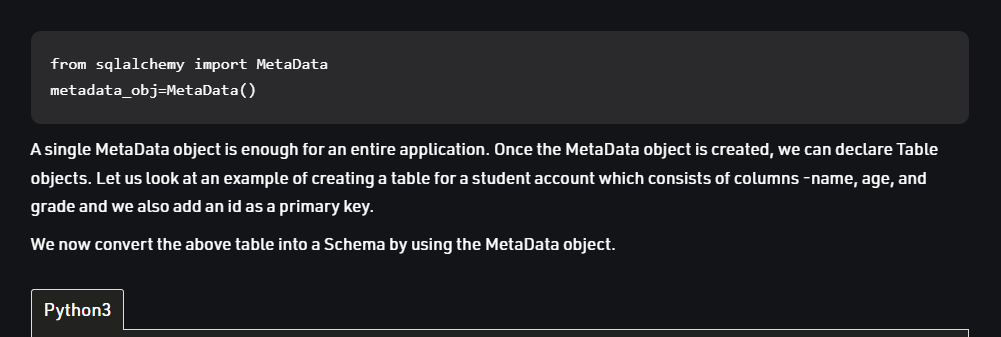 from sqlalchemy import MetaData
metadata_obj=MetaData()
A single MetaData object is enough for an entire application. Once the MetaData object is created, we can declare Table
objects. Let us look at an example of creating a table for a student account which consists of columns -name, age, and
grade and we also add an id as a primary key.
We now convert the above table into a Schema by using the MetaData object.
Python3